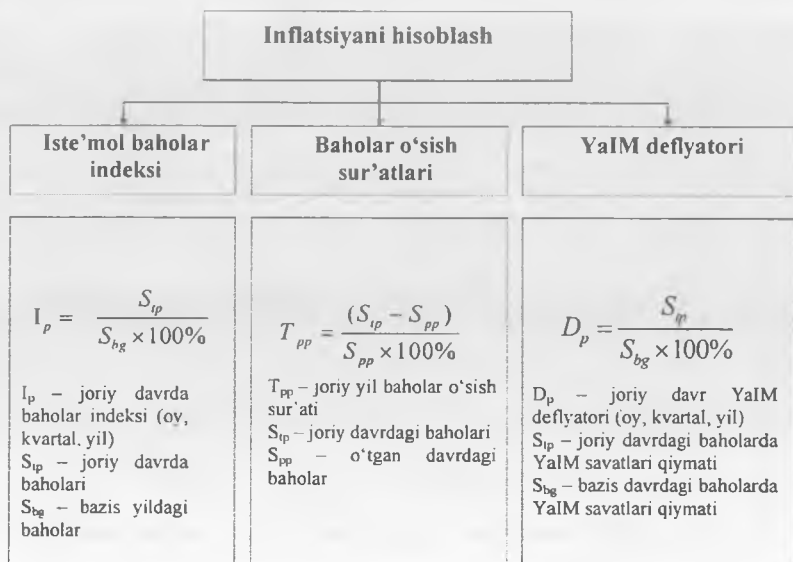 Inflatsiyani hisoblash
Iste’mol baholar
indeksi
I_p = S_tp / S_bg × 100%
I_p – joriy davrda
baholar indeksi (oy,
kvartal, yil)
S_tp – joriy davrda
baholari
S_bg – bazis yildagi
baholar
Baholar o‘sish
sur’atlari
T_pp = (S_tp – S_pp) / S_pp × 100%
T_pp – joriy yil baholar o‘sish
sur’ati
S_tp – joriy davrdagi baholari
S_pp – o‘tgan davrdagi
baholar
YaIM deflyatori
D_p = S_tp / S_bg × 100%
D_p – joriy davr YaIM
deflyatori (oy, kvartal, yil)
S_tp – joriy davrdagi baholarda
YaIM savatlari qiymati
S_bg – bazis davrdagi baholarda
YaIM savatlari qiymati